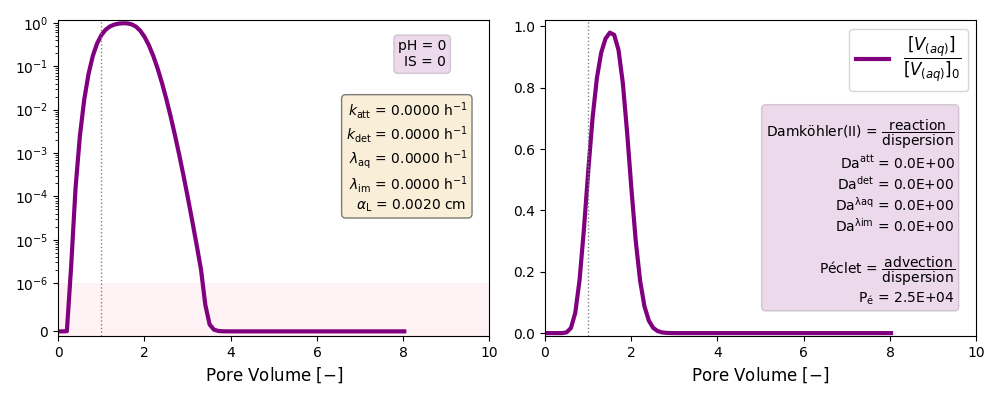 10⁰
10⁻¹
10⁻²
10⁻³
10⁻⁴
10⁻⁵
10⁻⁶
0
0 2 4 6 8 10
Pore Volume [−]
pH = 0
IS = 0
k_att = 0.0000 h⁻¹
k_det = 0.0000 h⁻¹
λ_aq = 0.0000 h⁻¹
λ_im = 0.0000 h⁻¹
α_L = 0.0020 cm
1.0
0.8
0.6
0.4
0.2
0.0
0 2 4 6 8 10
Pore Volume [−]
[V_(aq)]
[V_(aq)]₀
Damköhler(II) = reaction
dispersion
Da^att = 0.0E+00
Da^det = 0.0E+00
Da^λaq = 0.0E+00
Da^λim = 0.0E+00
Péclet = advection
dispersion
P_é = 2.5E+04